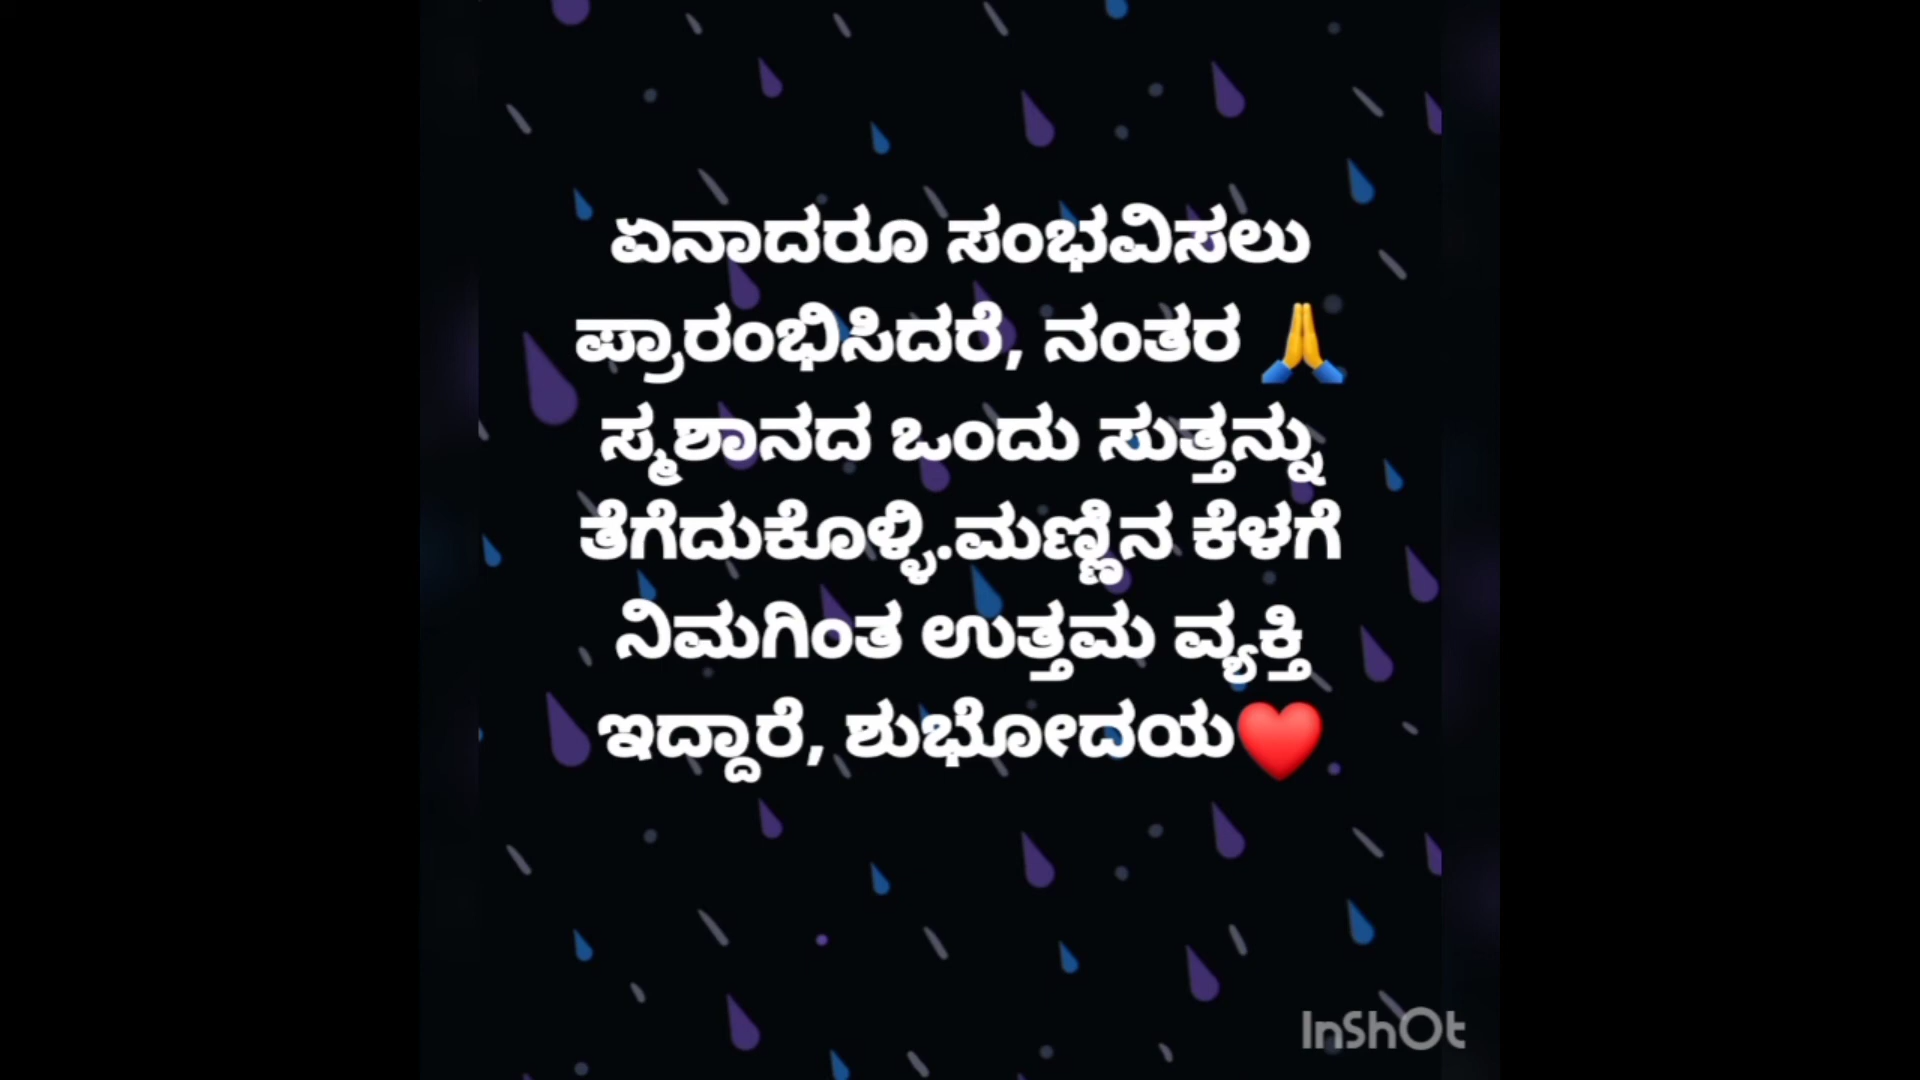 ಏನಾದರೂ ಸಂಭವಿಸಲು
ಪ್ರಾರಂಭಿಸಿದರೆ, ನಂತರ 🙏
ಸ್ಮಶಾನದ ಒಂದು ಸುತ್ತನ್ನು
ತೆಗೆದುಕೊಳ್ಳಿ.ಮಣ್ಣಿನ ಕೆಳಗೆ
ನಿಮಗಿಂತ ಉತ್ತಮ ವ್ಯಕ್ತಿ
ಇದ್ದಾರೆ, ಶುಭೋದಯ❤️
InShOt